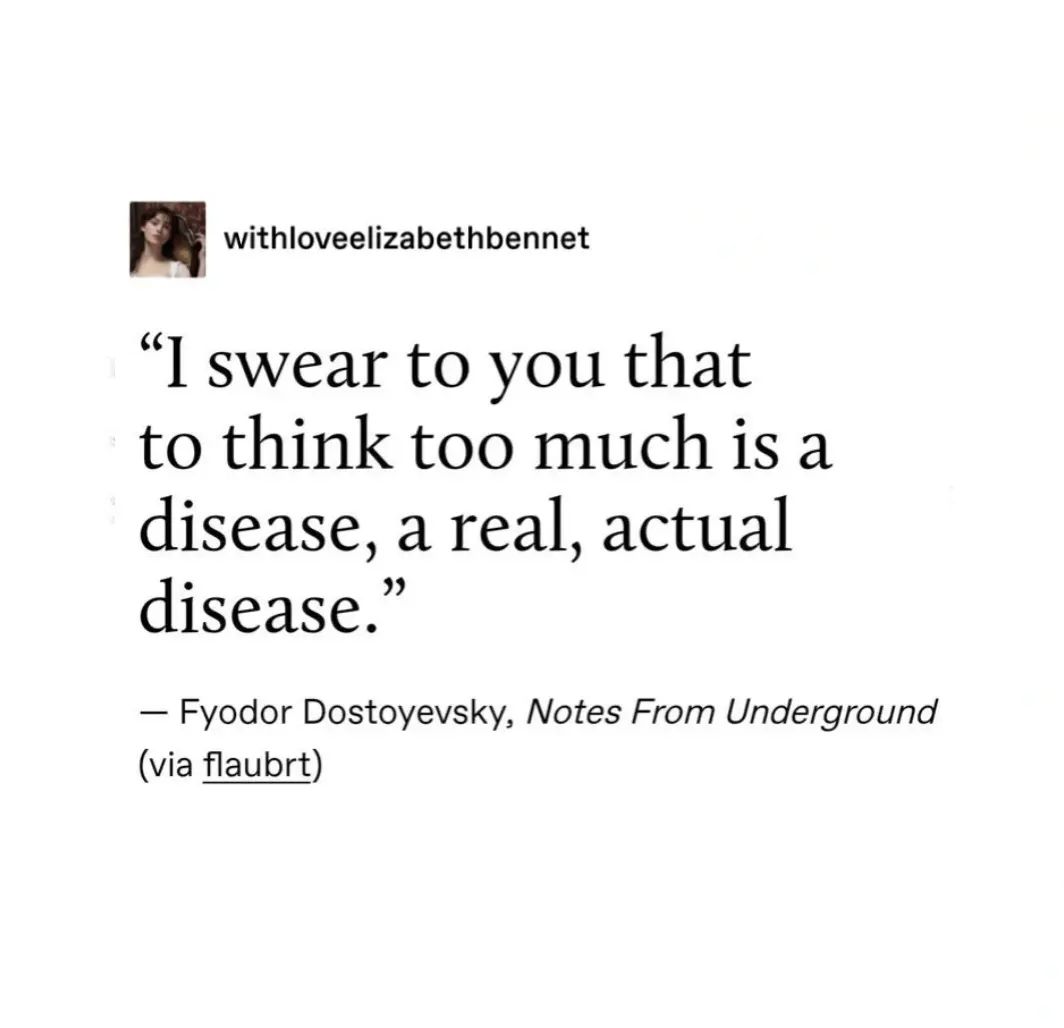 withloveelizabethbennet
“I swear to you that
to think too much is a
disease, a real, actual
disease.”
— Fyodor Dostoyevsky, Notes From Underground
(via flaubrt)